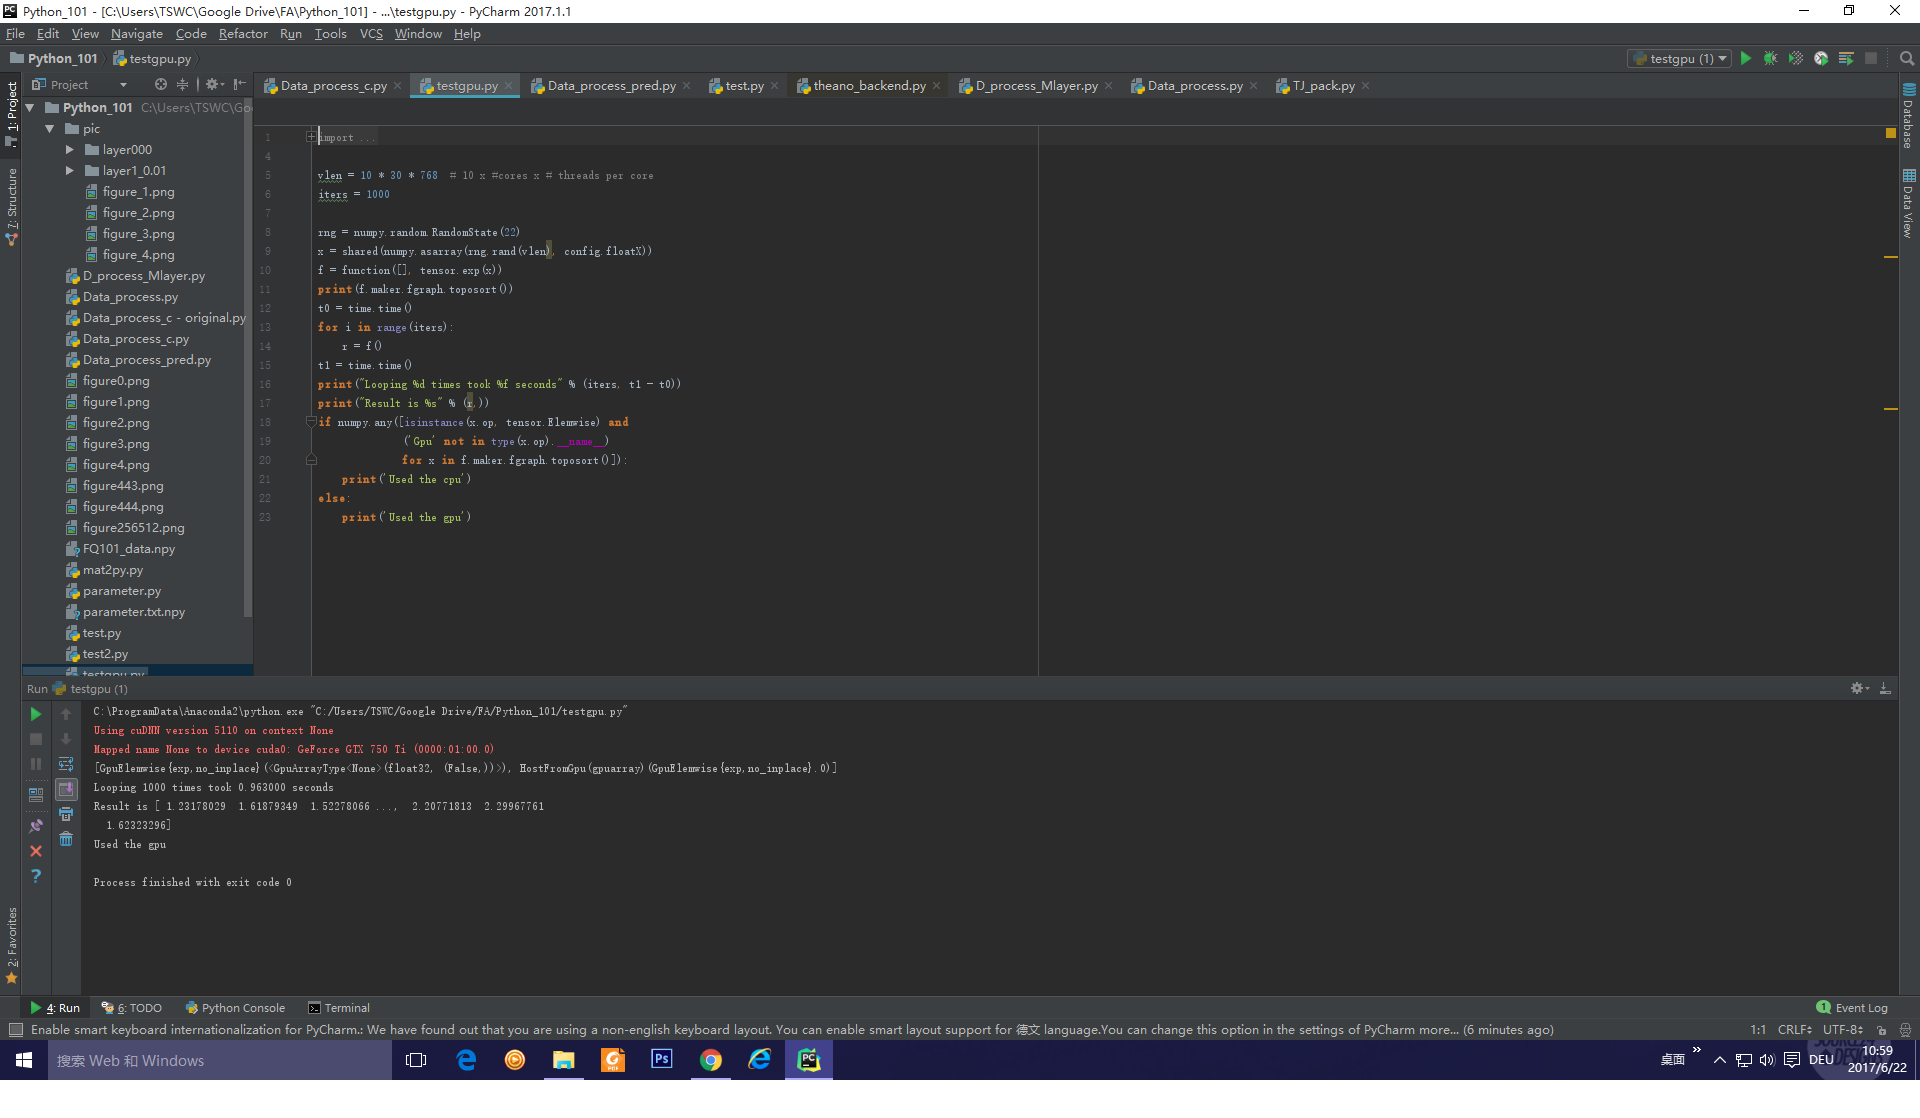 Python_101 - [C:\Users\TSWC\Google Drive\FA\Python_101] - ...\testgpu.py - PyCharm 2017.1.1
File Edit View Navigate Code Refactor Run Tools VCS Window Help
Python_101 testgpu.py
testgpu (1)
Project
Data_process_c.py testgpu.py Data_process_pred.py test.py theano_backend.py D_process_Mlayer.py Data_process.py TJ_pack.py
1: Project
7: Structure
2: Favorites
Database
Data View
Python_101 C:\Users\TSWC\Go
pic
layer000
layer1_0.01
figure_1.png
figure_2.png
figure_3.png
figure_4.png
D_process_Mlayer.py
Data_process.py
Data_process_c - original.py
Data_process_c.py
Data_process_pred.py
figure0.png
figure1.png
figure2.png
figure3.png
figure4.png
figure443.png
figure444.png
figure256512.png
FQ101_data.npy
mat2py.py
parameter.py
parameter.txt.npy
test.py
test2.py
testgpu.py
1 import ...
4
5 vlen = 10 * 30 * 768  # 10 x #cores x # threads per core
6 iters = 1000
7
8 rng = numpy.random.RandomState(22)
9 x = shared(numpy.asarray(rng.rand(vlen), config.floatX))
10 f = function([], tensor.exp(x))
11 print(f.maker.fgraph.toposort())
12 t0 = time.time()
13 for i in range(iters):
14     r = f()
15 t1 = time.time()
16 print("Looping %d times took %f seconds" % (iters, t1 - t0))
17 print("Result is %s" % (r,))
18 if numpy.any([isinstance(x.op, tensor.Elemwise) and
19               ('Gpu' not in type(x.op).__name__)
20               for x in f.maker.fgraph.toposort()]):
21     print('Used the cpu')
22 else:
23     print('Used the gpu')
Run testgpu (1)
C:\ProgramData\Anaconda2\python.exe "C:/Users/TSWC/Google Drive/FA/Python_101/testgpu.py"
Using cuDNN version 5110 on context None
Mapped name None to device cuda0: GeForce GTX 750 Ti (0000:01:00.0)
[GpuElemwise{exp,no_inplace}(<GpuArrayType<None>(float32, (False,))>), HostFromGpu(gpuarray)(GpuElemwise{exp,no_inplace}.0)]
Looping 1000 times took 0.963000 seconds
Result is [ 1.23178029  1.61879349  1.52278066 ...,  2.20771813  2.29967761
  1.62323296]
Used the gpu
Process finished with exit code 0
4: Run 6: TODO Python Console Terminal 1 Event Log
Enable smart keyboard internationalization for PyCharm.: We have found out that you are using a non-english keyboard layout. You can enable smart layout support for 德文 language.You can change this option in the settings of PyCharm more... (6 minutes ago) 1:1 CRLF UTF-8
搜索 Web 和 Windows
Ps
PC
桌面 DEU 10:59
2017/6/22